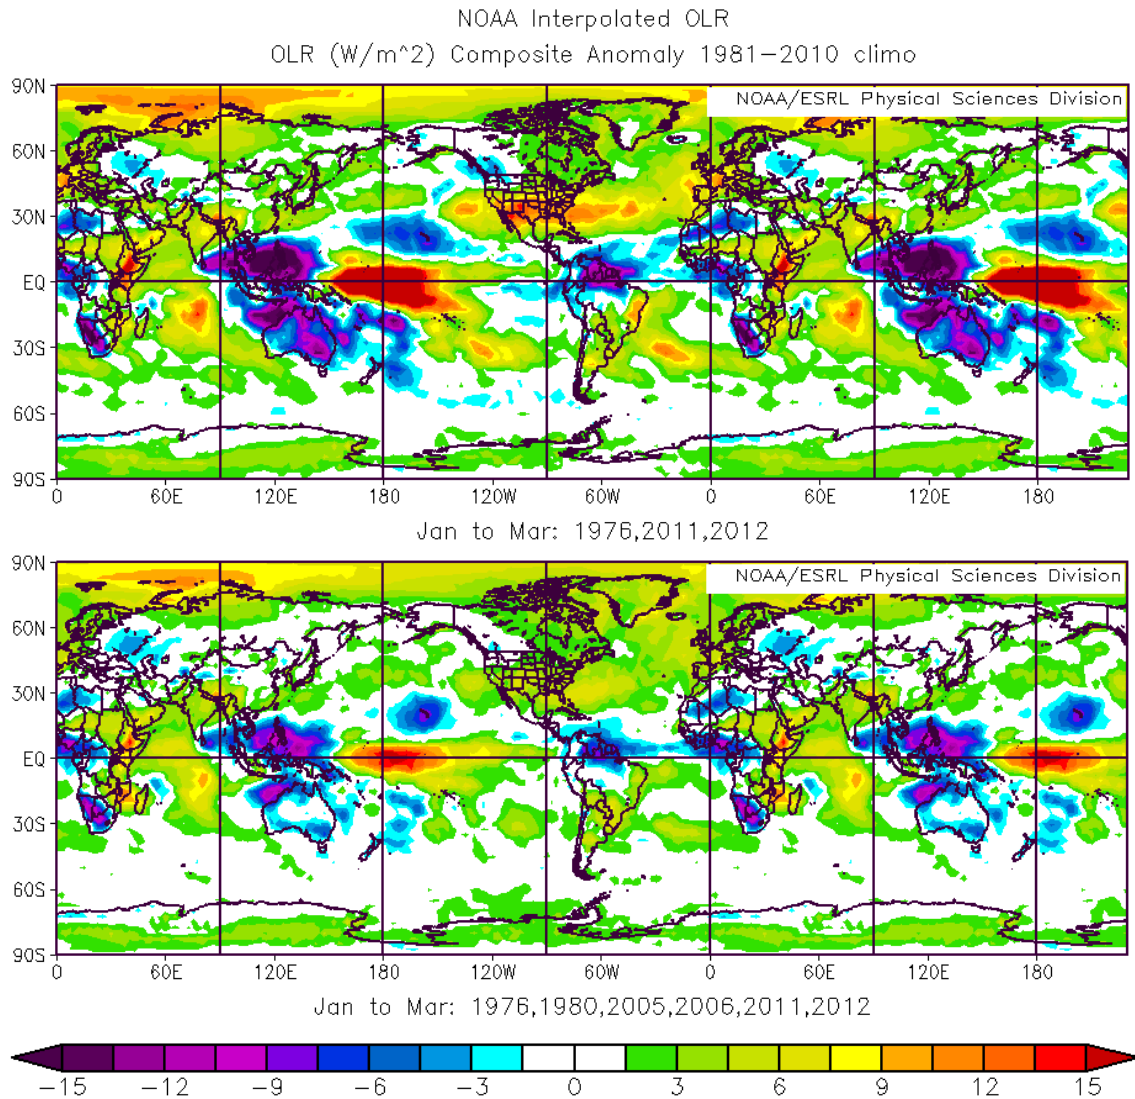 NOAA Interpolated OLR
OLR (W/m^2) Composite Anomaly 1981-2010 climo
90N
NOAA/ESRL Physical Sciences Division
60N
30N
EQ
30S
60S
90S
0 60E 120E 180 120W 60W 0 60E 120E 180
Jan to Mar: 1976,2011,2012
90N
NOAA/ESRL Physical Sciences Division
60N
30N
EQ
30S
60S
90S
0 60E 120E 180 120W 60W 0 60E 120E 180
Jan to Mar: 1976,1980,2005,2006,2011,2012
-15 -12 -9 -6 -3 0 3 6 9 12 15